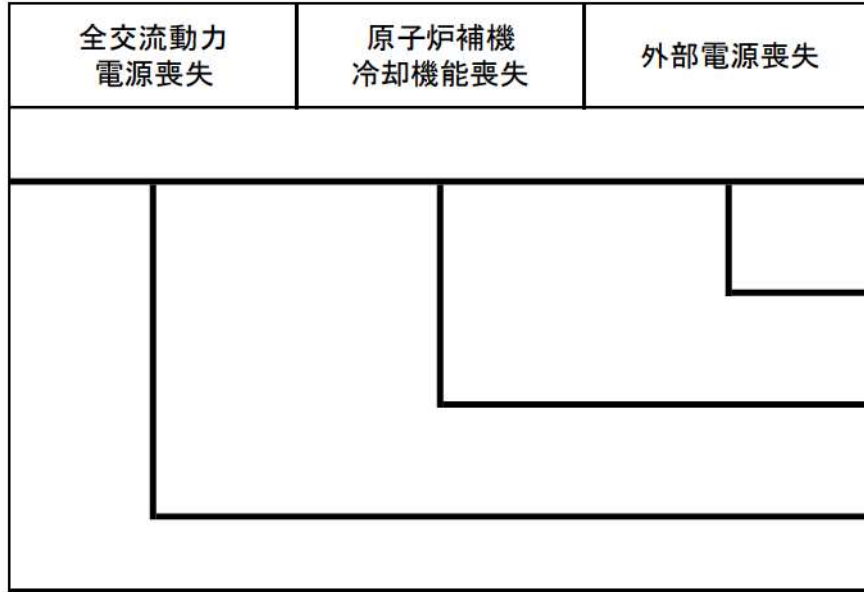 全交流動力
電源喪失
原子炉補機
冷却機能喪失
外部電源喪失